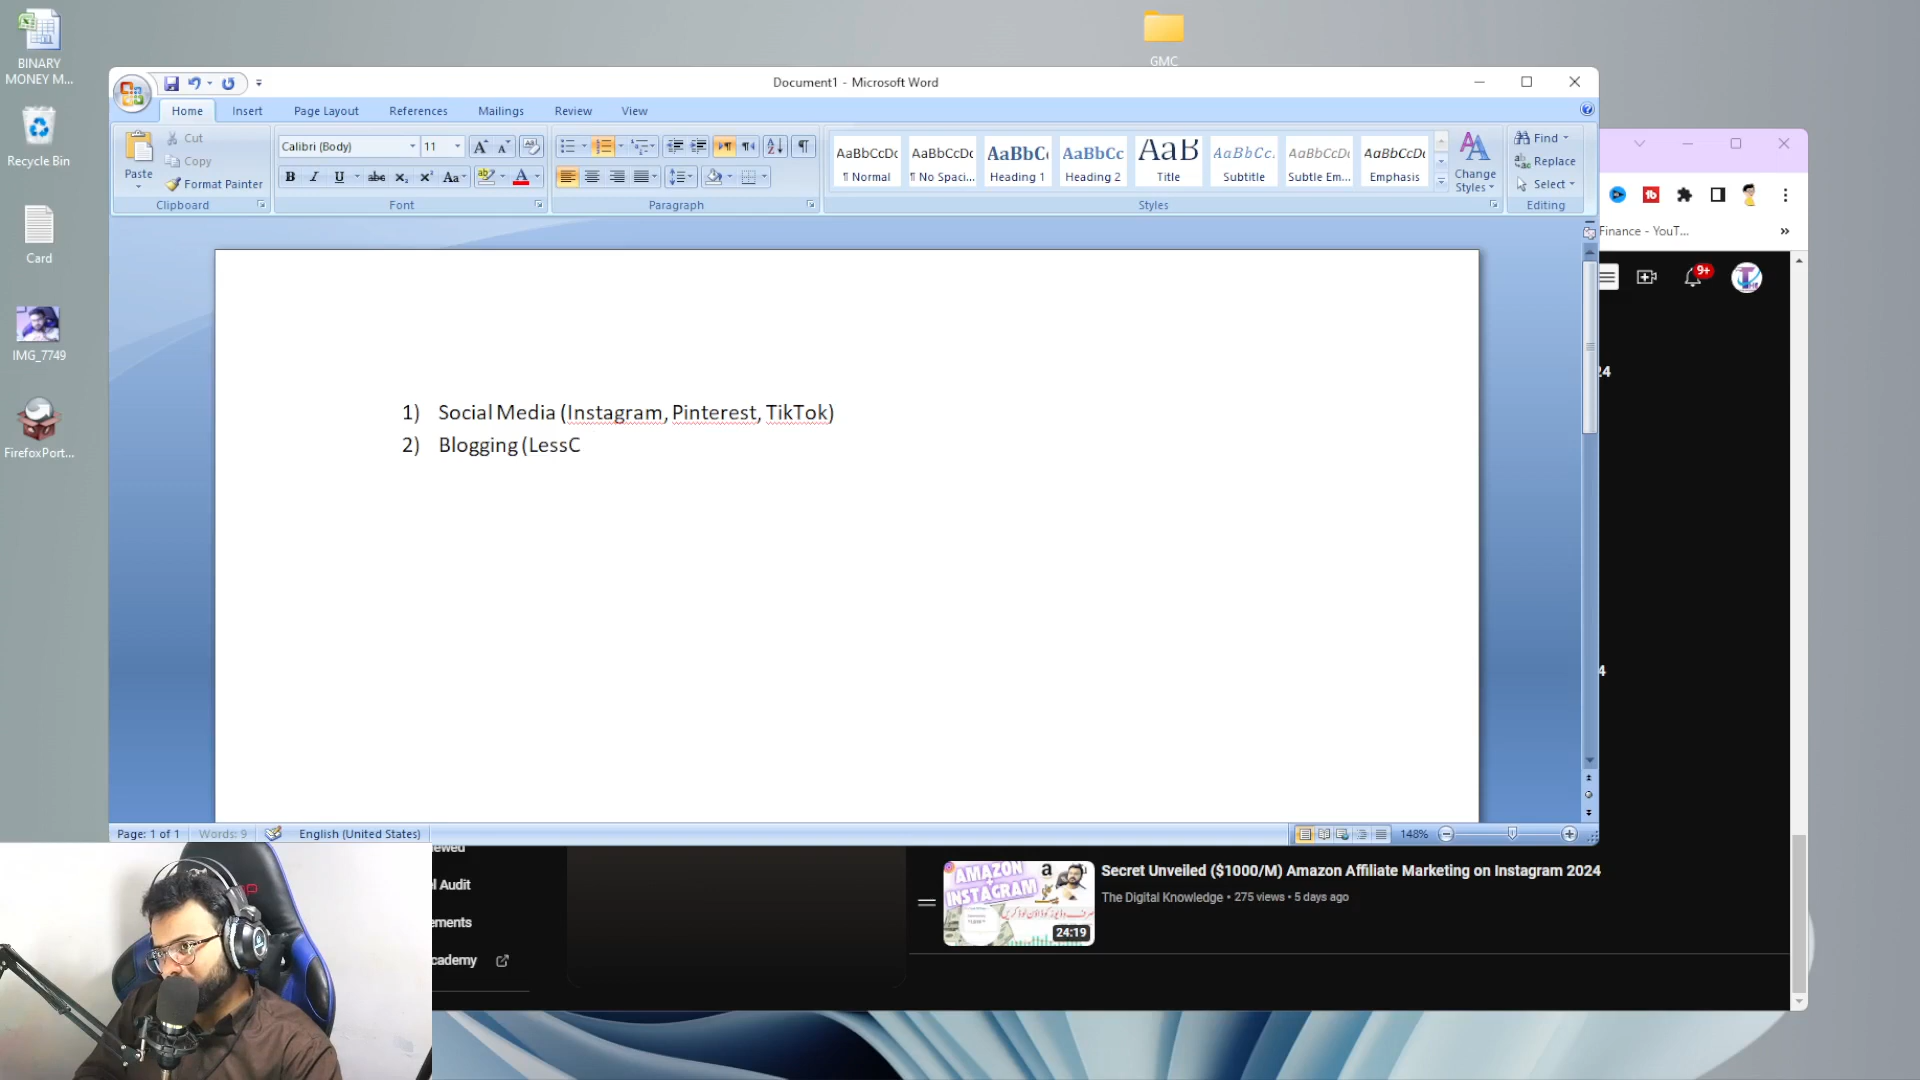 BINARY
MONEY M...
Recycle Bin
Card
IMG_7749
FirefoxPort...
GMC
Document1 - Microsoft Word
Home
Insert
Page Layout
References
Mailings
Review
View
Paste
Cut
Copy
Format Painter
Clipboard
Calibri (Body)
11
Font
Paragraph
AaBbCcDc
¶ Normal
AaBbCcDc
¶ No Spaci...
AaBbC
Heading 1
AaBbCc
Heading 2
AaB
Title
AaBbCc.
Subtitle
AaBbCcDc
Subtle Em...
AaBbCcDc
Emphasis
Change
Styles
Styles
Find
Replace
Select
Editing
Finance - YouT...
9+
24
4
1) Social Media (Instagram, Pinterest, TikTok)
2) Blogging (LessC
Page: 1 of 1
Words: 9
English (United States)
148%
ewed
el Audit
ements
cademy
AMAZON
INSTAGRAM
24:19
Secret Unveiled ($1000/M) Amazon Affiliate Marketing on Instagram 2024
The Digital Knowledge • 275 views • 5 days ago